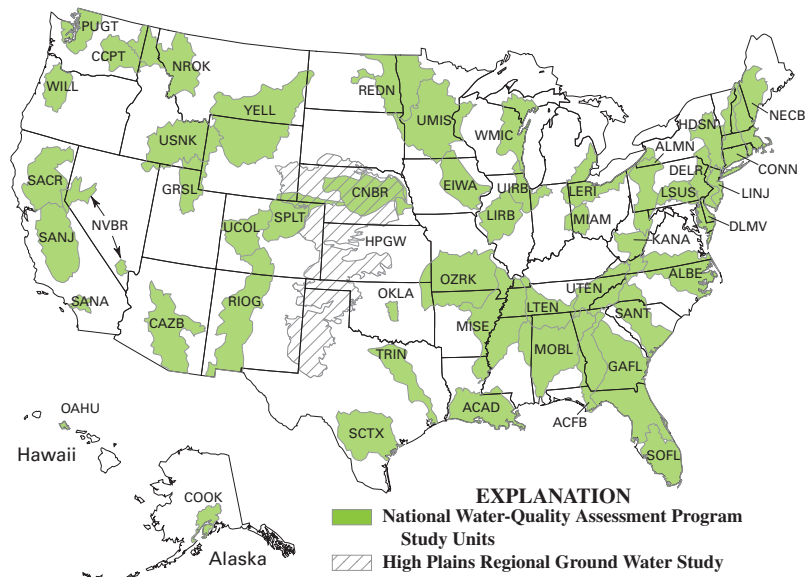 PUGT
CCPT
NROK
WILL
YELL
REDN
UMIS
WMIC
HDSN
NECB
ALMN
USNK
DELR
CONN
SACR
GRSL
CNBR
EIWA
UIRB
LERI
LSUS
LINJ
SPLT
LIRB
MIAM
NVBR
UCOL
DLMV
SANJ
HPGW
KANA
ALBE
OZRK
UTEN
SANA
RIOG
OKLA
LTEN
SANT
CAZB
MISE
MOBL
TRIN
GAFL
OAHU
ACAD
ACFB
SCTX
Hawaii
SOFL
COOK
Alaska
EXPLANATION
National Water-Quality Assessment Program
Study Units
High Plains Regional Ground Water Study